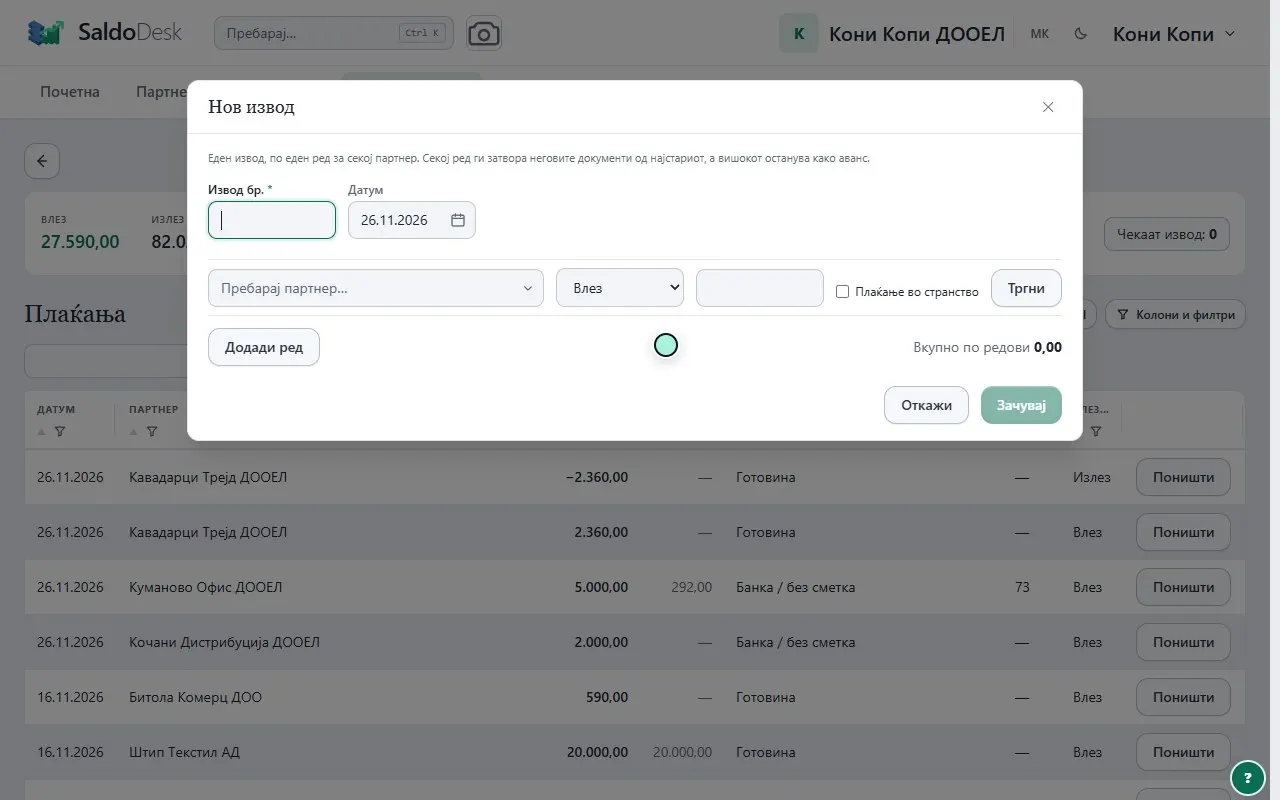 SaldoDesk
Пребарај...
Ctrl K
K
Кони Копи ДООЕЛ
МК
Кони Копи
Почетна
Партне
Нов извод
Еден извод, по еден ред за секој партнер. Секој ред ги затвора неговите документи од најстариот, а вишокот останува како аванс.
Извод бр. *
Датум
26.11.2026
ВЛЕЗ
27.590,00
ИЗЛЕЗ
82.0
Чекаат извод: 0
Пребарај партнер...
Влез
Плаќање во странство
Тргни
Плаќања
Колони и филтри
Додади ред
Вкупно по редови 0,00
Откажи
Зачувај
ДАТУМ
ПАРТНЕР
26.11.2026 Кавадарци Трејд ДООЕЛ −2.360,00 — Готовина — Излез Поништи
26.11.2026 Кавадарци Трејд ДООЕЛ 2.360,00 — Готовина — Влез Поништи
26.11.2026 Куманово Офис ДООЕЛ 5.000,00 292,00 Банка / без сметка 73 Влез Поништи
26.11.2026 Кочани Дистрибуција ДООЕЛ 2.000,00 — Банка / без сметка — Влез Поништи
16.11.2026 Битола Комерц ДОО 590,00 — Готовина — Влез Поништи
16.11.2026 Штип Текстил АД 20.000,00 20.000,00 Готовина — Влез Поништи
?